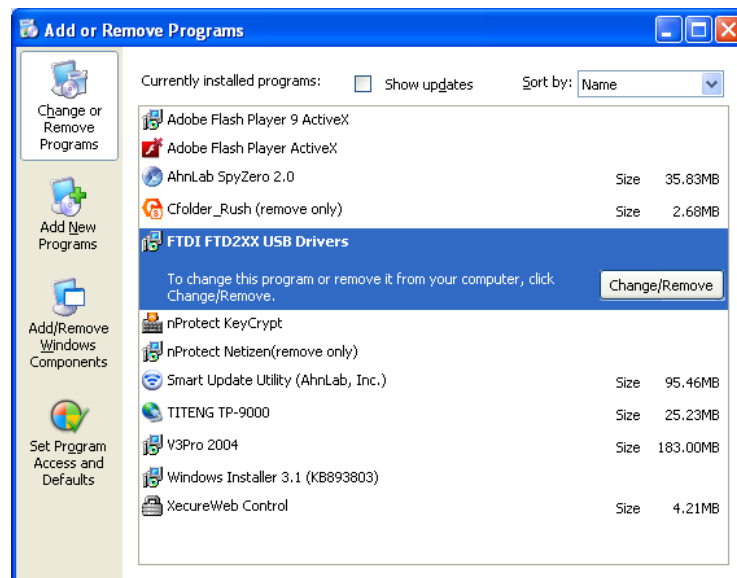 Add or Remove Programs
Change or
Remove
Programs
Add New
Programs
Add/Remove
Windows
Components
Set Program
Access and
Defaults
Currently installed programs: Show updates Sort by: Name
Adobe Flash Player 9 ActiveX
Adobe Flash Player ActiveX
AhnLab SpyZero 2.0 Size 35.83MB
Cfolder_Rush (remove only) Size 2.68MB
FTDI FTD2XX USB Drivers
To change this program or remove it from your computer, click
Change/Remove.
Change/Remove
nProtect KeyCrypt
nProtect Netizen(remove only)
Smart Update Utility (AhnLab, Inc.) Size 95.46MB
TITENG TP-9000 Size 25.23MB
V3Pro 2004 Size 183.00MB
Windows Installer 3.1 (KB893803)
XecureWeb Control Size 4.21MB